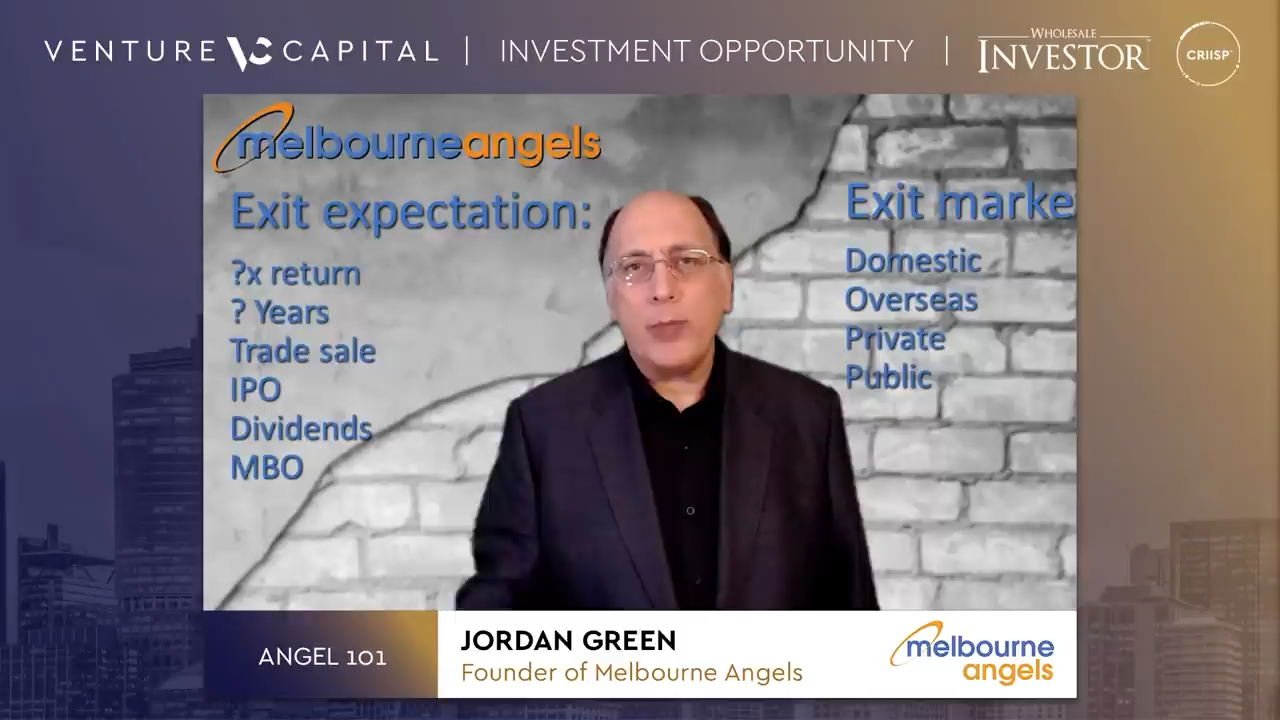 VENTURE VC CAPITAL | INVESTMENT OPPORTUNITY | WHOLESALE INVESTOR CRIISP
melbourneangels
Exit expectation:
?x return
? Years
Trade sale
IPO
Dividends
MBO
Exit marke
Domestic
Overseas
Private
Public
ANGEL 101
JORDAN GREEN
Founder of Melbourne Angels
melbourne
angels